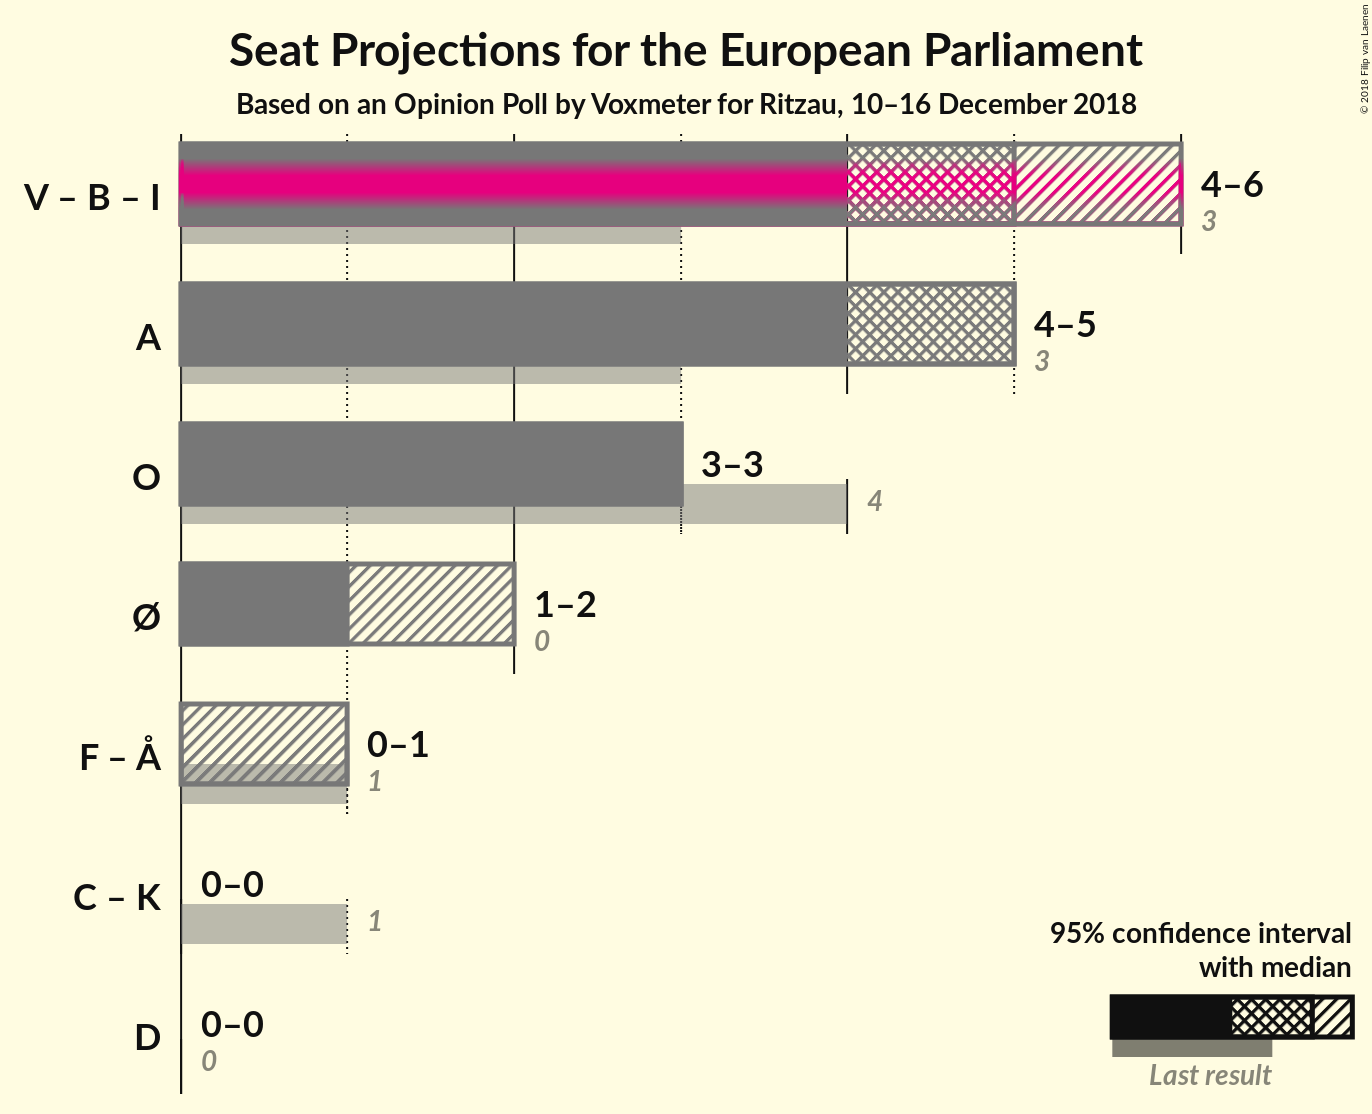 Seat Projections for the European Parliament
Based on an Opinion Poll by Voxmeter for Ritzau, 10–16 December 2018
© 2018 Filip van Laenen
V – B – I
4–6
3
A
4–5
3
O
3–3
4
Ø
1–2
0
F – Å
0–1
1
C – K
0–0
1
D
0–0
0
95% confidence interval
with median
Last result